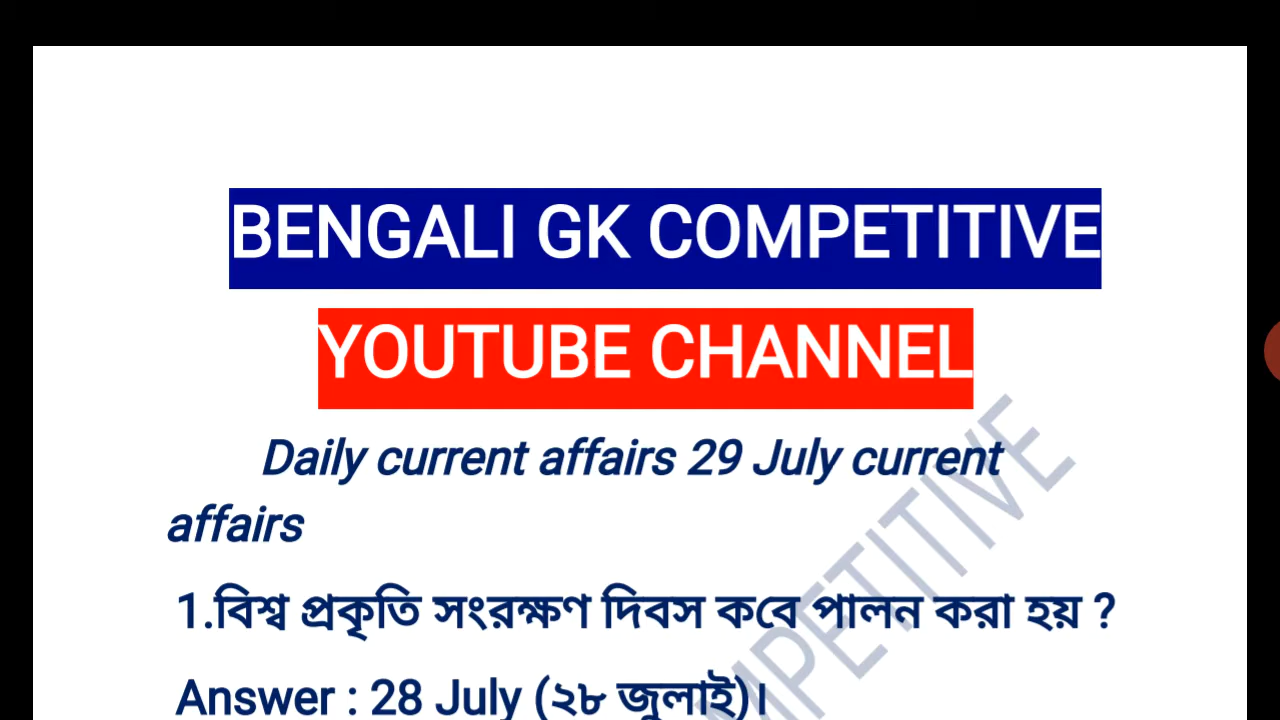 BENGALI GK COMPETITIVE
YOUTUBE CHANNEL
Daily current affairs 29 July current
affairs
1.বিশ্ব প্রকৃতি সংরক্ষণ দিবস কবে পালন করা হয় ?
Answer : 28 July (২৮ জুলাই)।
MPETITIVE